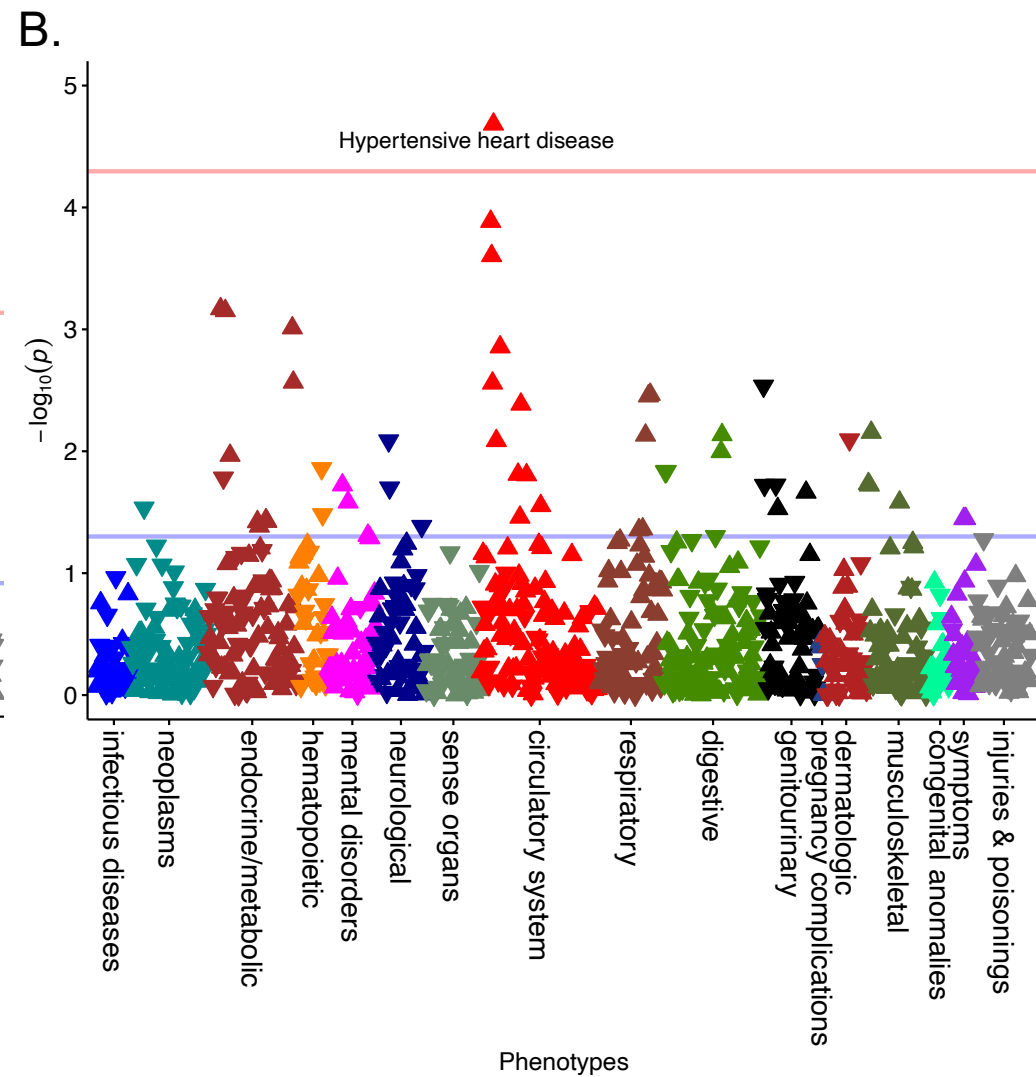 B.
5
4
3
2
1
0
−log10(p)
Hypertensive heart disease
infectious diseases
neoplasms
endocrine/metabolic
hematopoietic
mental disorders
neurological
sense organs
circulatory system
respiratory
digestive
genitourinary
pregnancy complications
dermatologic
musculoskeletal
congenital anomalies
symptoms
injuries & poisonings
Phenotypes